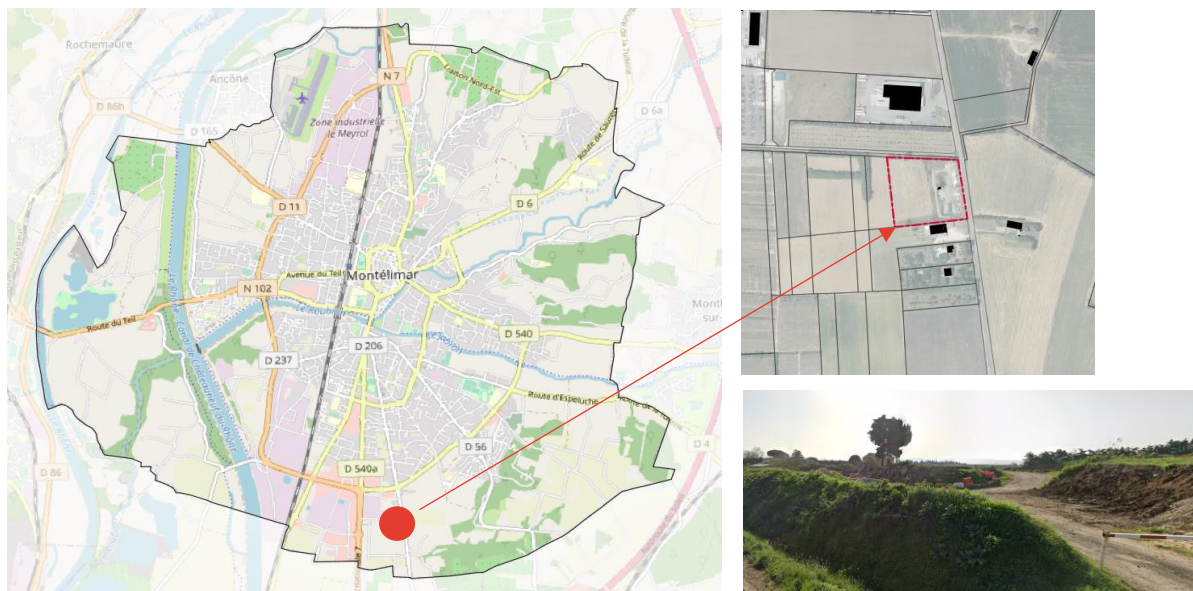 Rochemaure
Ancône
N 7
Liaison Nord-Est
D 86h
D 165
Zone industrielle
le Meyrol
D 6a
Route de Sauzet
D 11
D 6
Avenue du Teil
Montélimar
N 102
Le Roubion
Route du Teil
D 206
D 540
D 237
Route d'Espeluche
D 56
D 4
D 540a
D 86